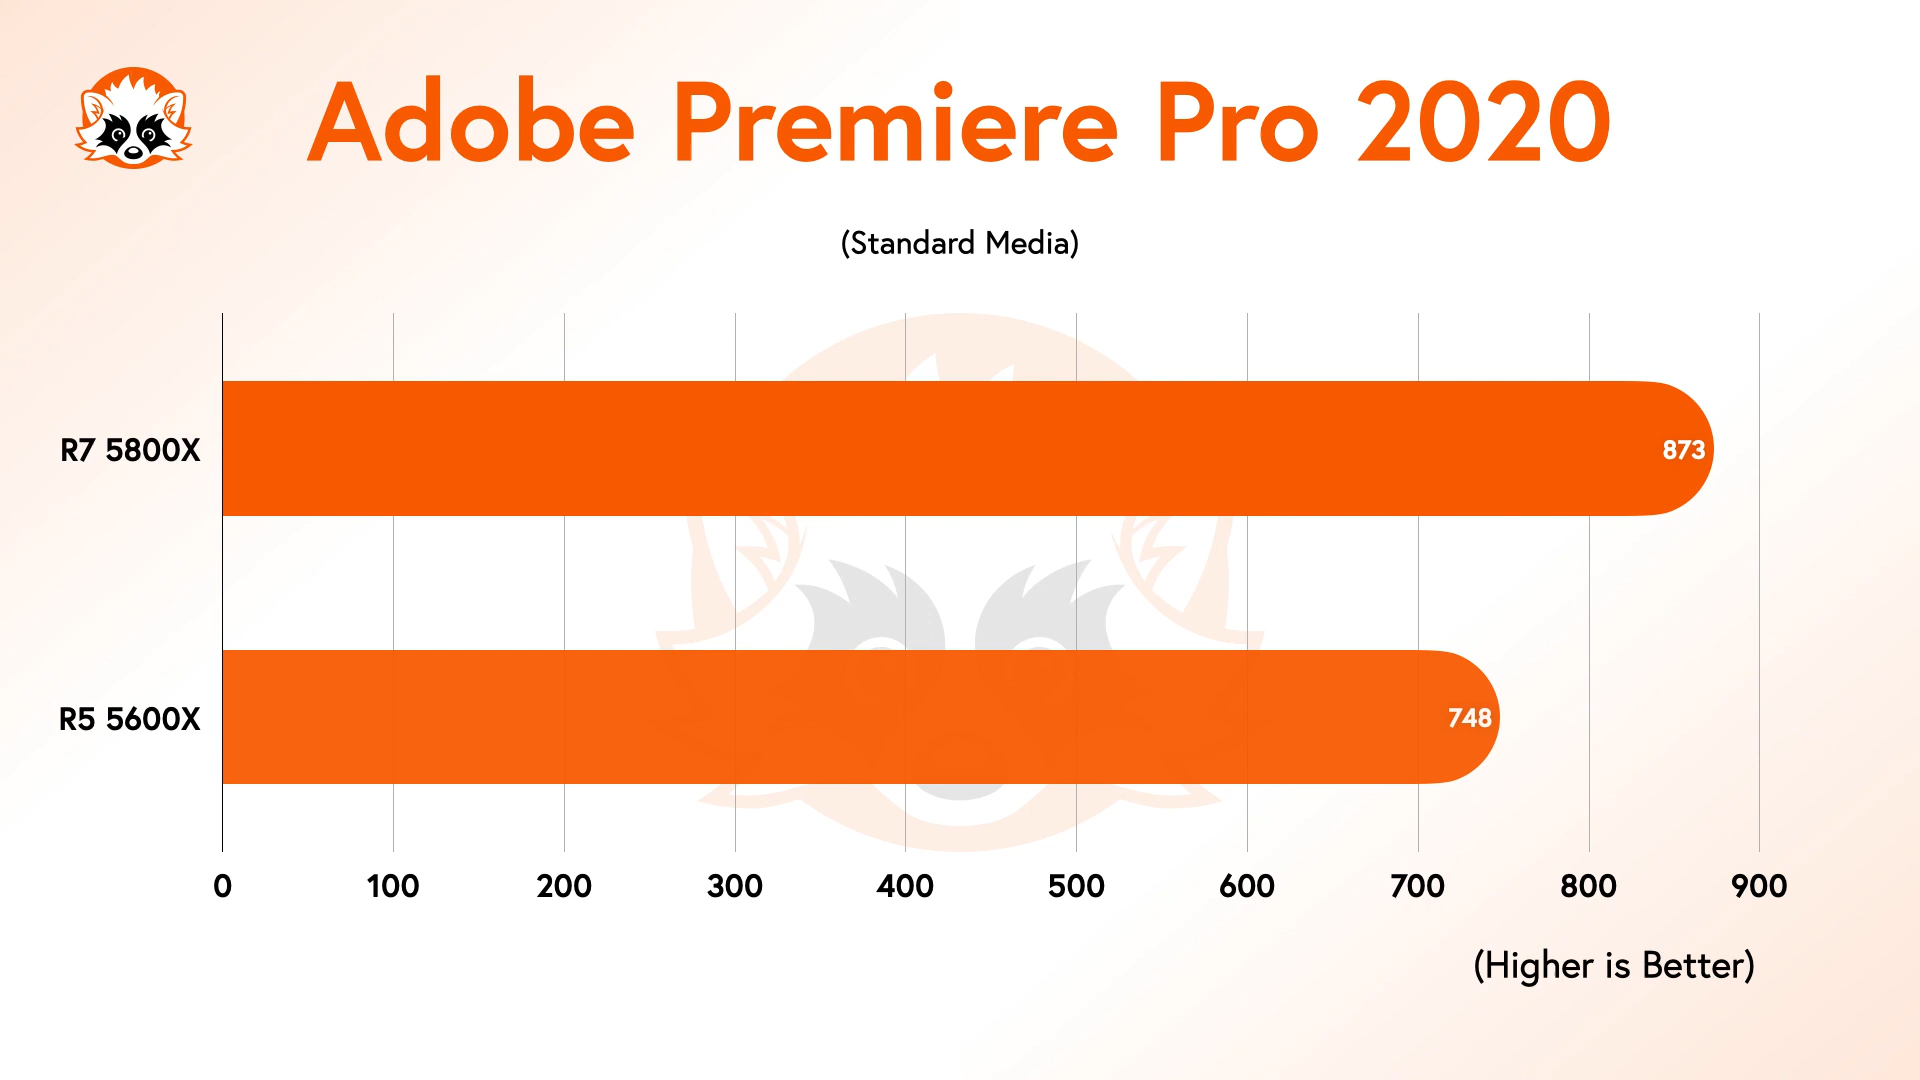 Adobe Premiere Pro 2020
(Standard Media)
R7 5800X
873
R5 5600X
748
0 100 200 300 400 500 600 700 800 900
(Higher is Better)